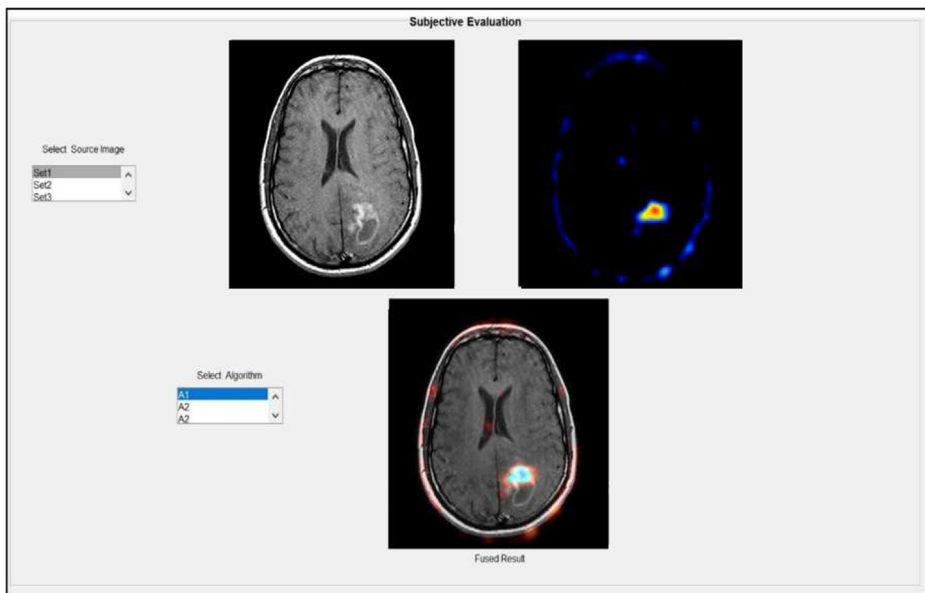 Subjective Evaluation
Select Source Image
Set1
Set2
Set3
Select Algorithm
A1
A2
A2
Fused Result